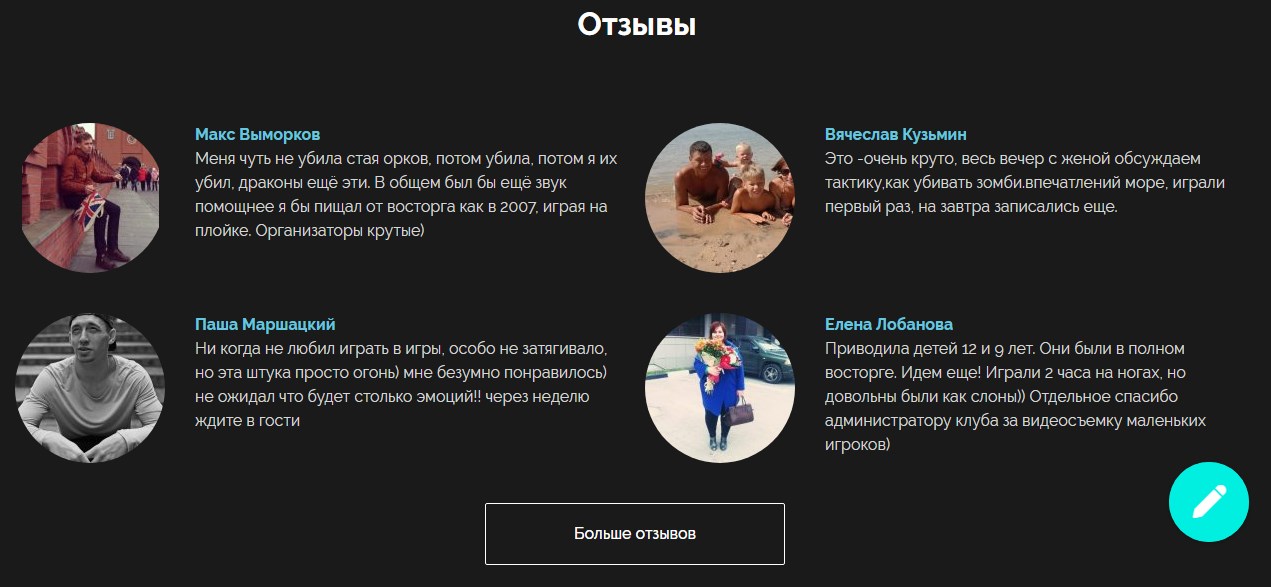 Отзывы
Макс Выморков
Меня чуть не убила стая орков, потом убила, потом я их
убил, драконы ещё эти. В общем был бы ещё звук
помощнее я бы пищал от восторга как в 2007, играя на
плойке. Организаторы крутые)
Вячеслав Кузьмин
Это -очень круто, весь вечер с женой обсуждаем
тактику,как убивать зомби.впечатлений море, играли
первый раз, на завтра записались еще.
Паша Маршацкий
Ни когда не любил играть в игры, особо не затягивало,
но эта штука просто огонь) мне безумно понравилось)
не ожидал что будет столько эмоций!! через неделю
ждите в гости
Елена Лобанова
Приводила детей 12 и 9 лет. Они были в полном
восторге. Идем еще! Играли 2 часа на ногах, но
довольны были как слоны)) Отдельное спасибо
администратору клуба за видеосъемку маленьких
игроков)
Больше отзывов